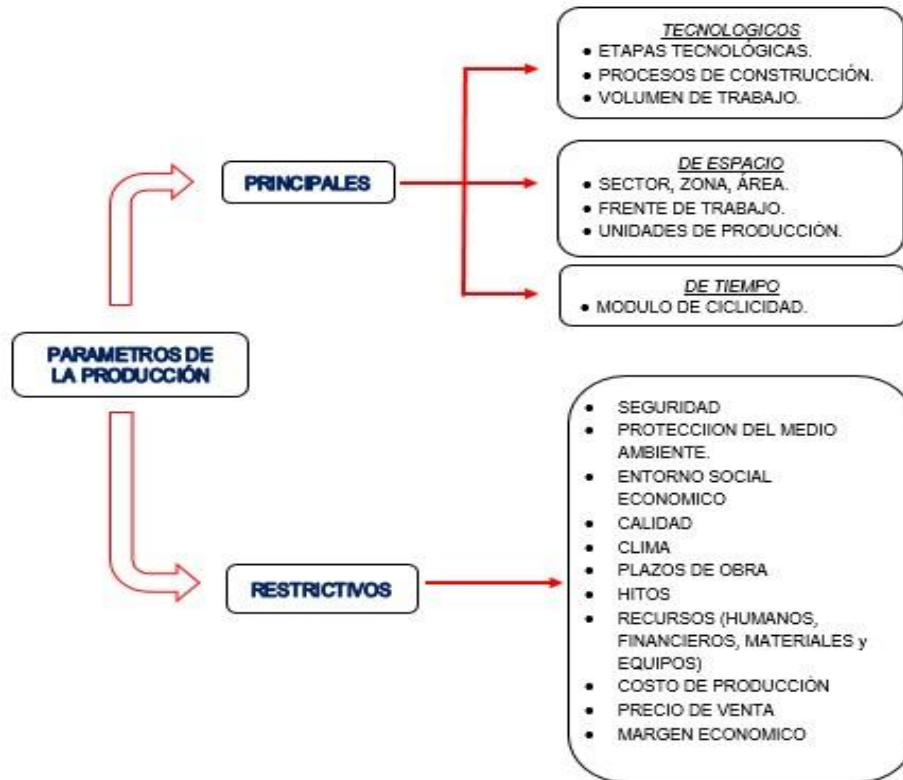 PARAMETROS DE
LA PRODUCCIÓN
PRINCIPALES
TECNOLOGICOS
● ETAPAS TECNOLÓGICAS.
● PROCESOS DE CONSTRUCCIÓN.
● VOLUMEN DE TRABAJO.
DE ESPACIO
● SECTOR, ZONA, ÁREA.
● FRENTE DE TRABAJO.
● UNIDADES DE PRODUCCIÓN.
DE TIEMPO
● MODULO DE CICLICIDAD.
RESTRICTIVOS
● SEGURIDAD
● PROTECCIION DEL MEDIO
AMBIENTE.
● ENTORNO SOCIAL
ECONOMICO
● CALIDAD
● CLIMA
● PLAZOS DE OBRA
● HITOS
● RECURSOS (HUMANOS,
FINANCIEROS, MATERIALES y
EQUIPOS)
● COSTO DE PRODUCCIÓN
● PRECIO DE VENTA
● MARGEN ECONOMICO